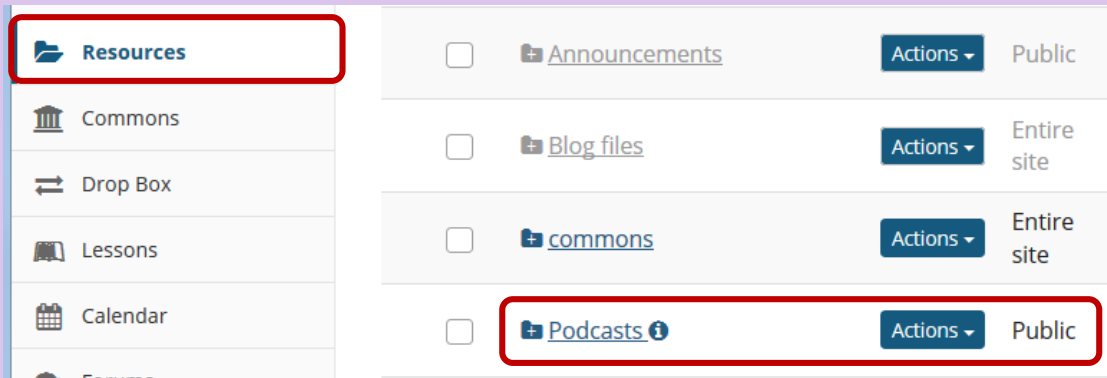 Resources
Commons
Drop Box
Lessons
Calendar
Announcements Actions Public
Blog files Actions Entire
site
commons Actions Entire
site
Podcasts Actions Public